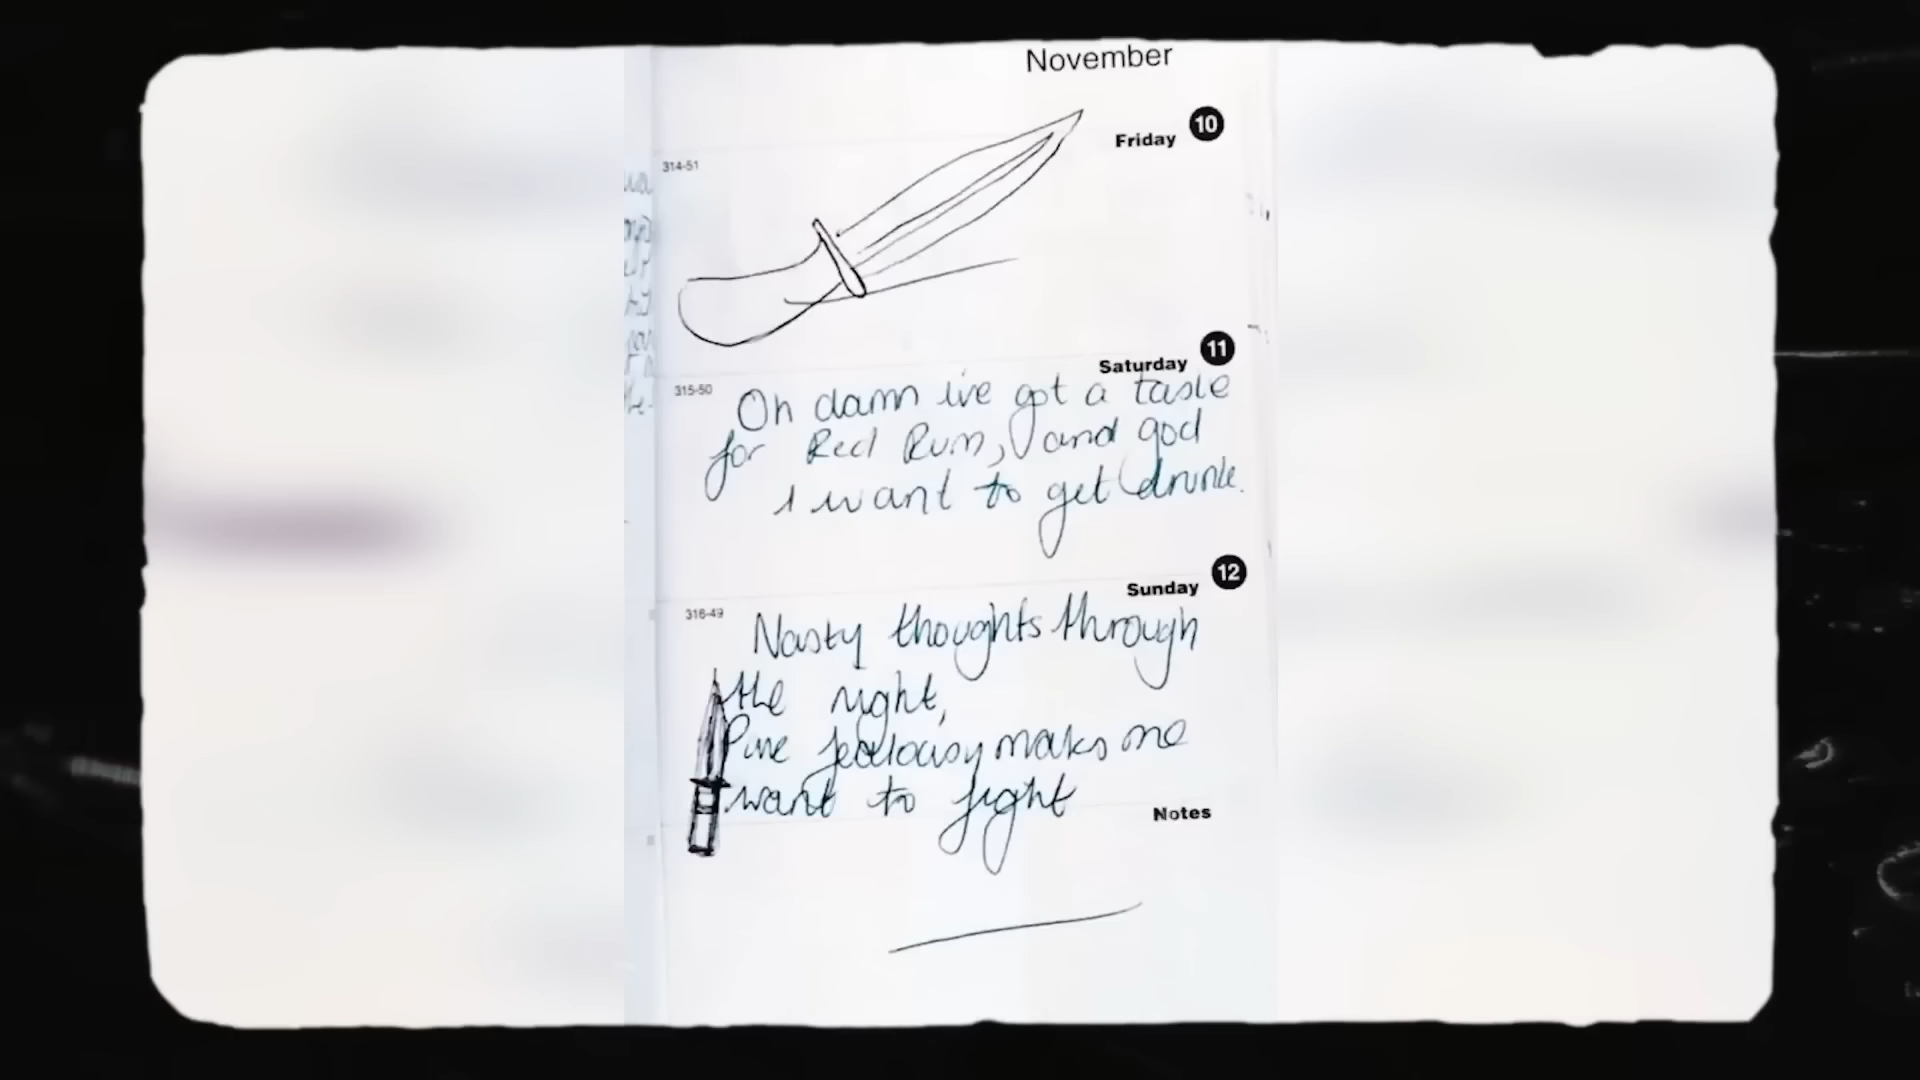 November
Friday 10
314-51
Saturday 11
315-50
Oh damn ive got a taste
for Red Rum, and god
i want to get drunk.
Sunday 12
316-49
Nasty thoughts through
the night,
Pure jealousy makes me
want to fight
Notes